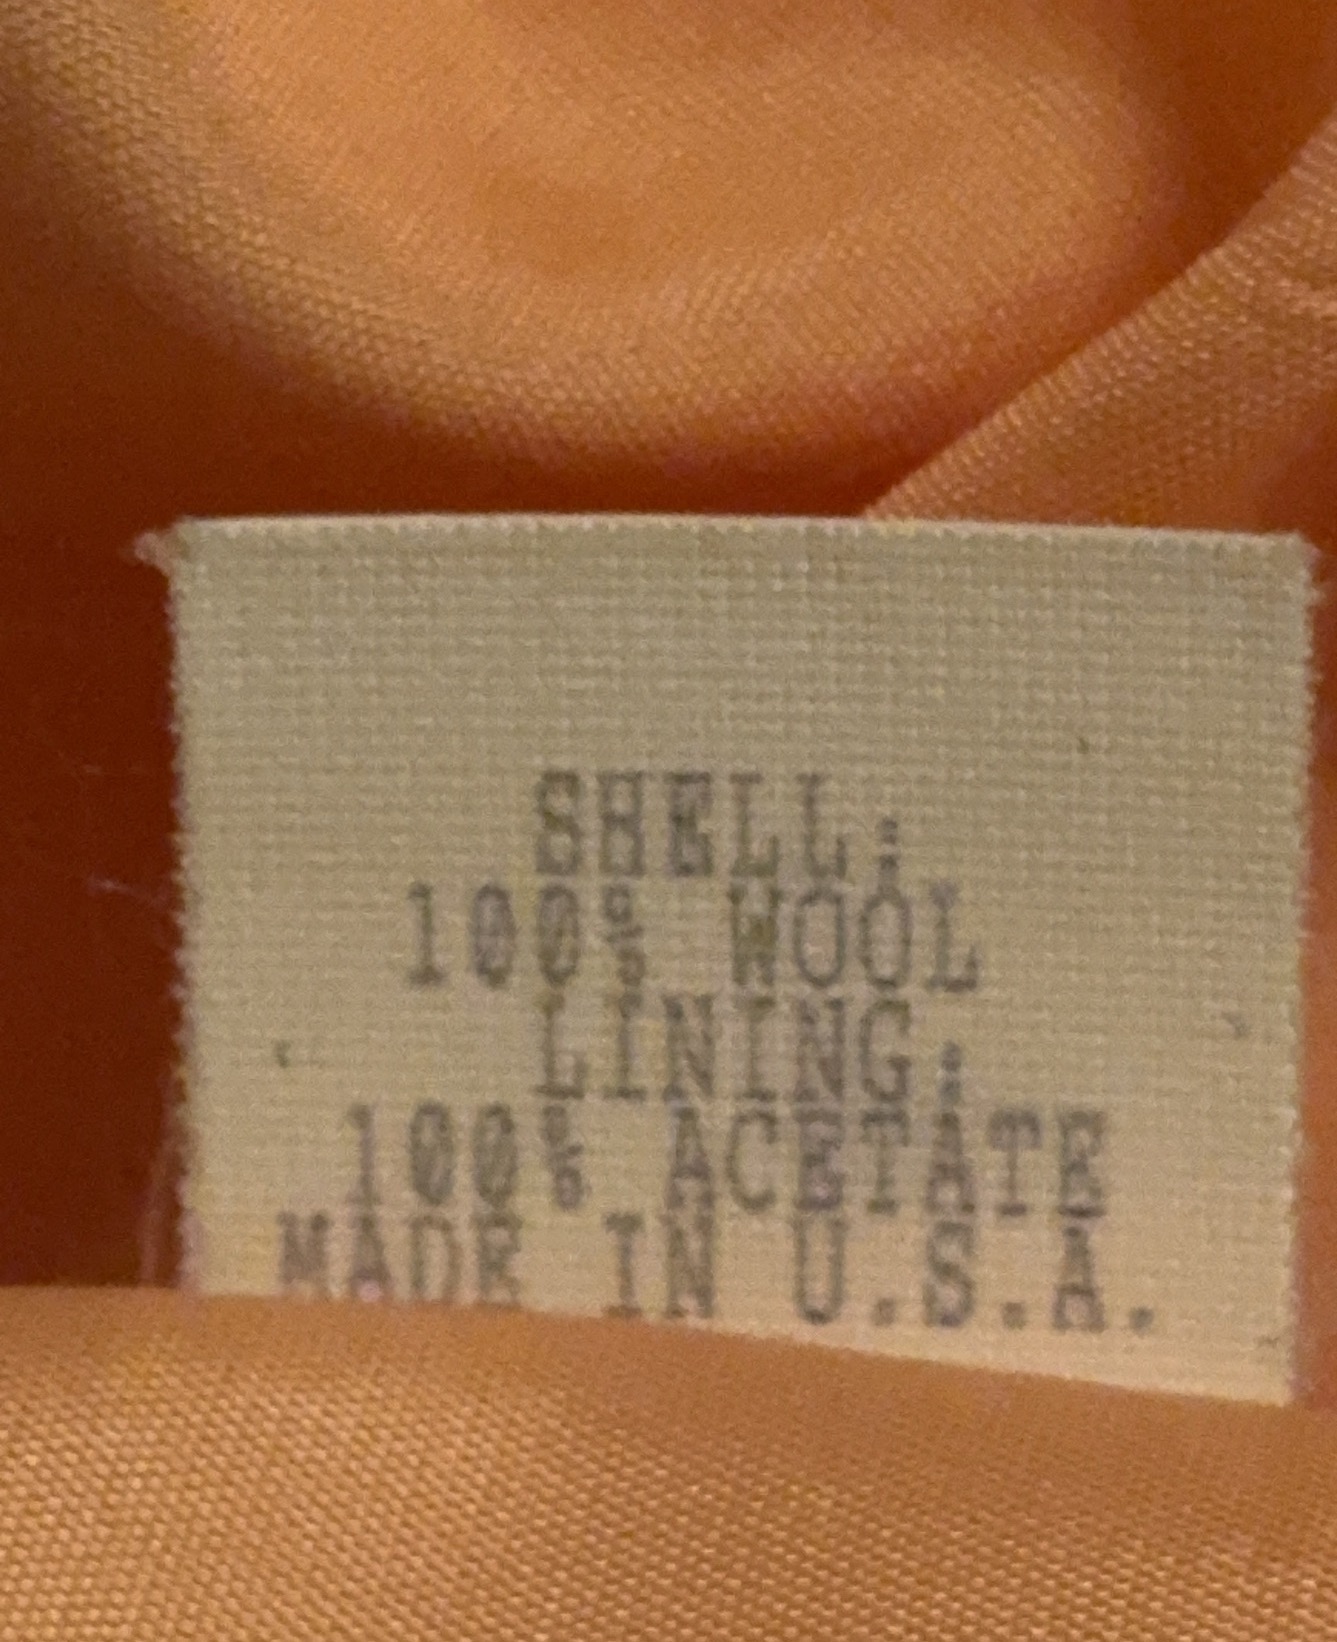 SHELL:
100% WOOL
LINING:
100% ACETATE
MADE IN U.S.A.